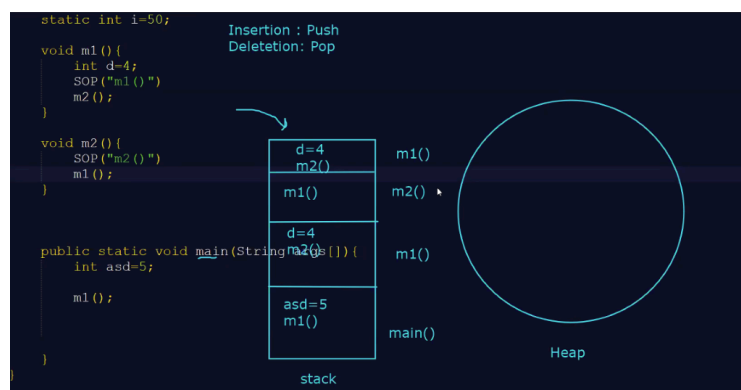 static int i=50;
Insertion : Push
Deletetion: Pop
void m1(){
int d=4;
SOP("m1()")
m2();
}
void m2(){
SOP("m2()")
m1();
}
public static void main(String args[]){
int asd=5;
m1();
}
}
d=4
m2()
m1()
m1()
m2()
d=4
m2()
m1()
asd=5
m1()
main()
stack
Heap